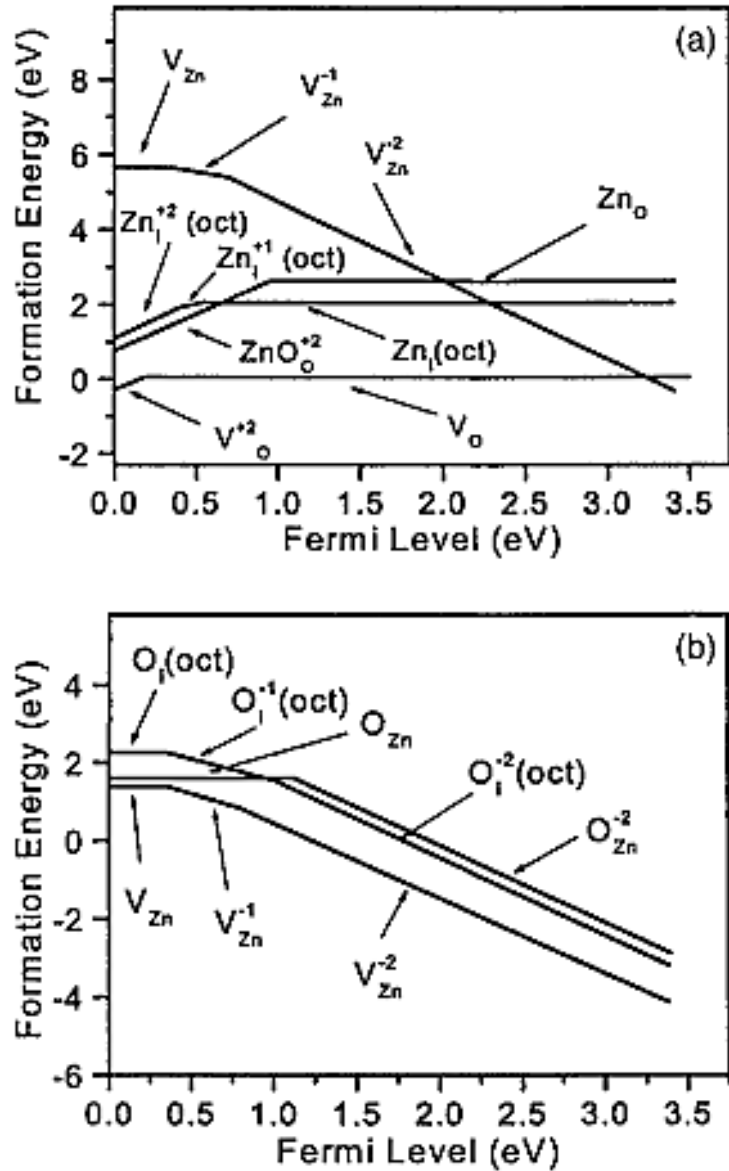 (a)
V_Zn
V_Zn^-1
V_Zn^-2
Zn_O
Zn_I^+2 (oct)
Zn_I^+1 (oct)
ZnO_O^+2
Zn_I(oct)
V_O^+2
V_O
8
6
4
2
0
-2
Formation Energy (eV)
0.0 0.5 1.0 1.5 2.0 2.5 3.0 3.5
Fermi Level (eV)
(b)
O_I(oct)
O_I^-1(oct)
O_Zn
O_I^-2(oct)
O_Zn^-2
V_Zn
V_Zn^-1
V_Zn^-2
4
2
0
-2
-4
-6
Formation Energy (eV)
0.0 0.5 1.0 1.5 2.0 2.5 3.0 3.5
Fermi Level (eV)